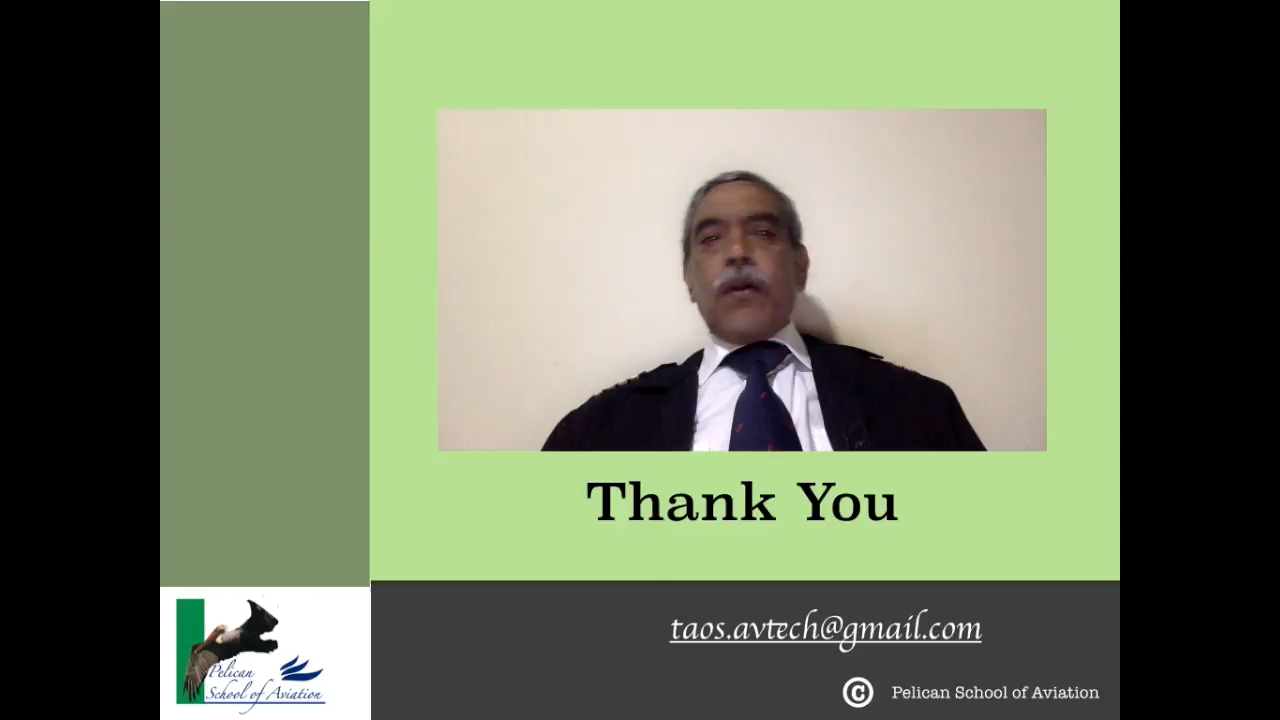 Thank You
taos.avtech@gmail.com
© Pelican School of Aviation
Pelican
School of Aviation